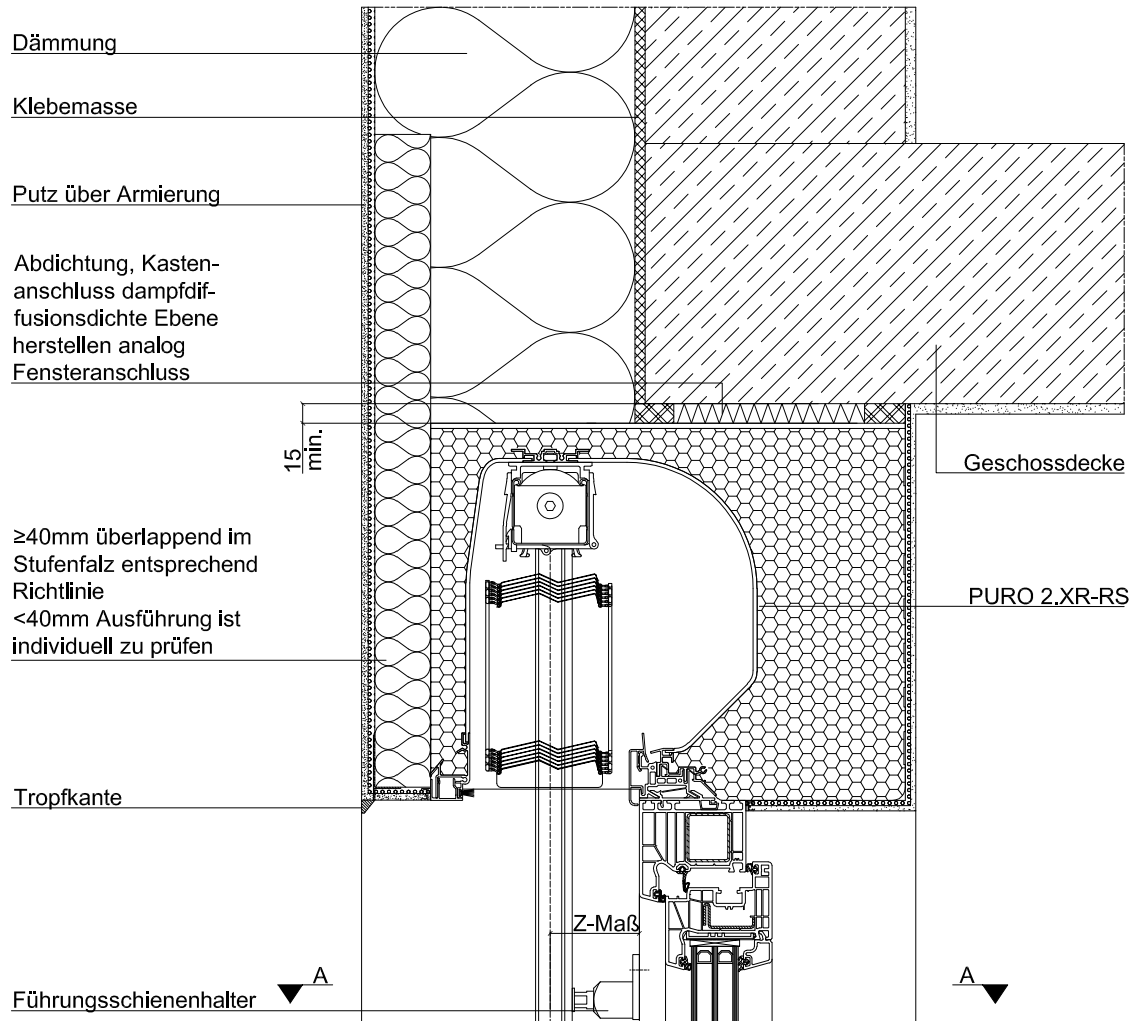 Dämmung
Klebemasse
Putz über Armierung
Abdichtung, Kasten-
anschluss dampfdif-
fusionsdichte Ebene
herstellen analog
Fensteranschluss
15
min.
Geschossdecke
≥40mm überlappend im
Stufenfalz entsprechend
Richtlinie
<40mm Ausführung ist
individuell zu prüfen
PURO 2.XR-RS
Tropfkante
Z-Maß
A
A
Führungsschienenhalter